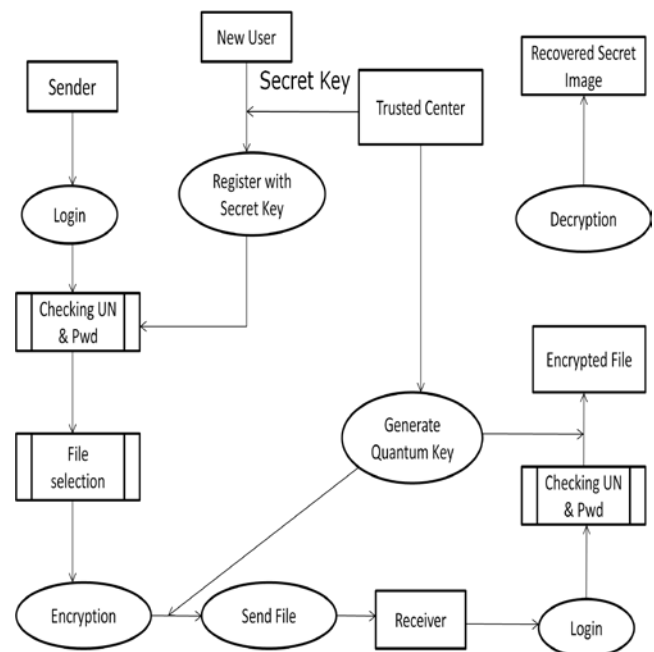 New User
Recovered Secret
Image
Sender
Secret Key
Trusted Center
Register with
Secret Key
Login
Decryption
Checking UN
& Pwd
Encrypted File
Generate
Quantum Key
File
selection
Checking UN
& Pwd
Encryption
Send File
Receiver
Login